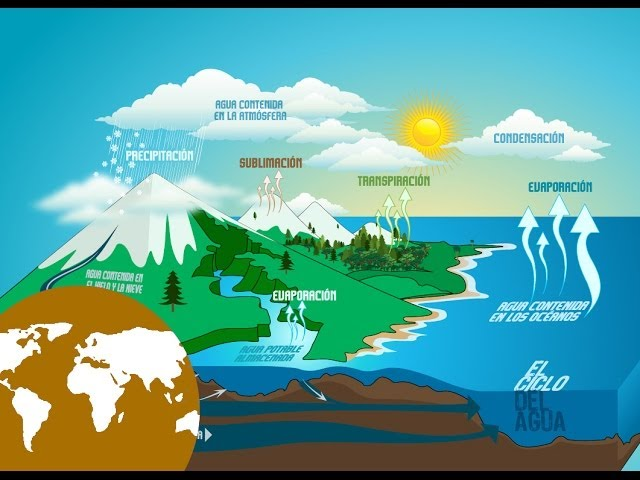 AGUA CONTENIDA
EN LA ATMÓSFERA
CONDENSACIÓN
PRECIPITACIÓN
SUBLIMACIÓN
TRANSPIRACIÓN
EVAPORACIÓN
AGUA CONTENIDA EN
EL HIELO Y LA NIEVE
EVAPORACIÓN
AGUA CONTENIDA
EN LOS OCÉANOS
AGUA POTABLE
ALMACENADA
EL
CICLO
DEL
AGUA